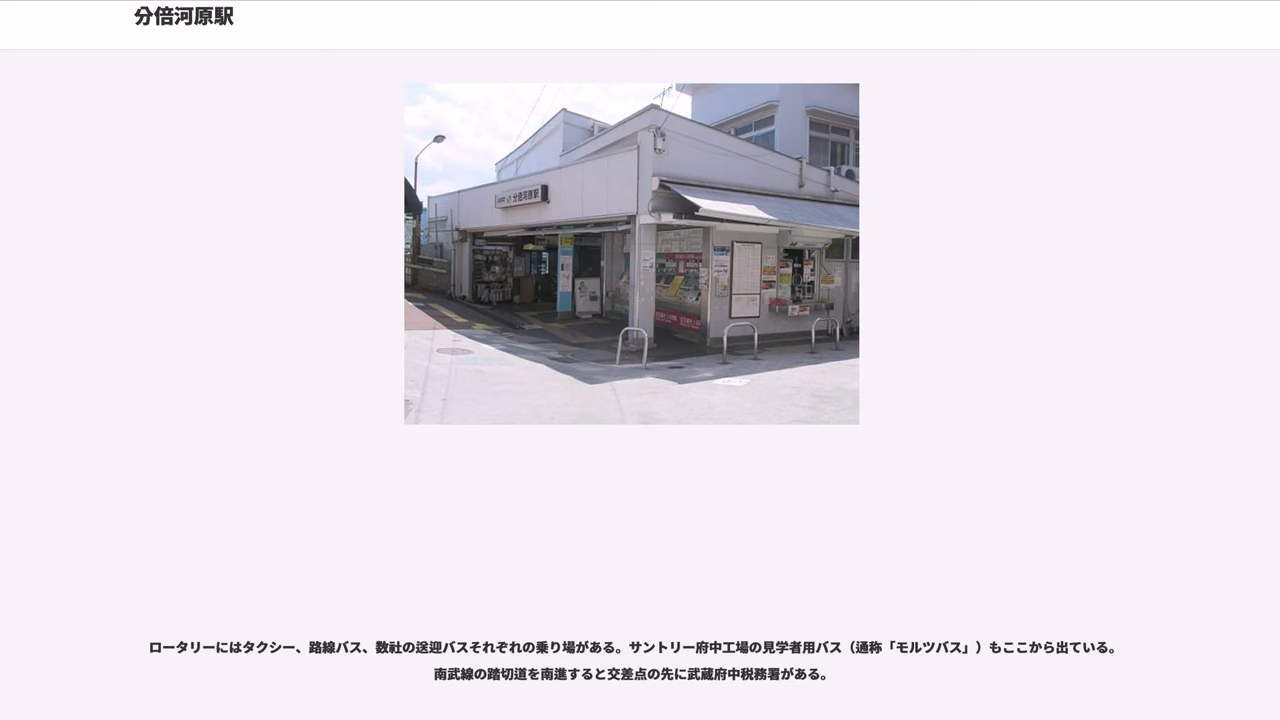 分倍河原駅
分倍河原駅
ロータリーにはタクシー、路線バス、数社の送迎バスそれぞれの乗り場がある。サントリー府中工場の見学者用バス（通称「モルツバス」）もここから出ている。
南武線の踏切道を南進すると交差点の先に武蔵府中税務署がある。